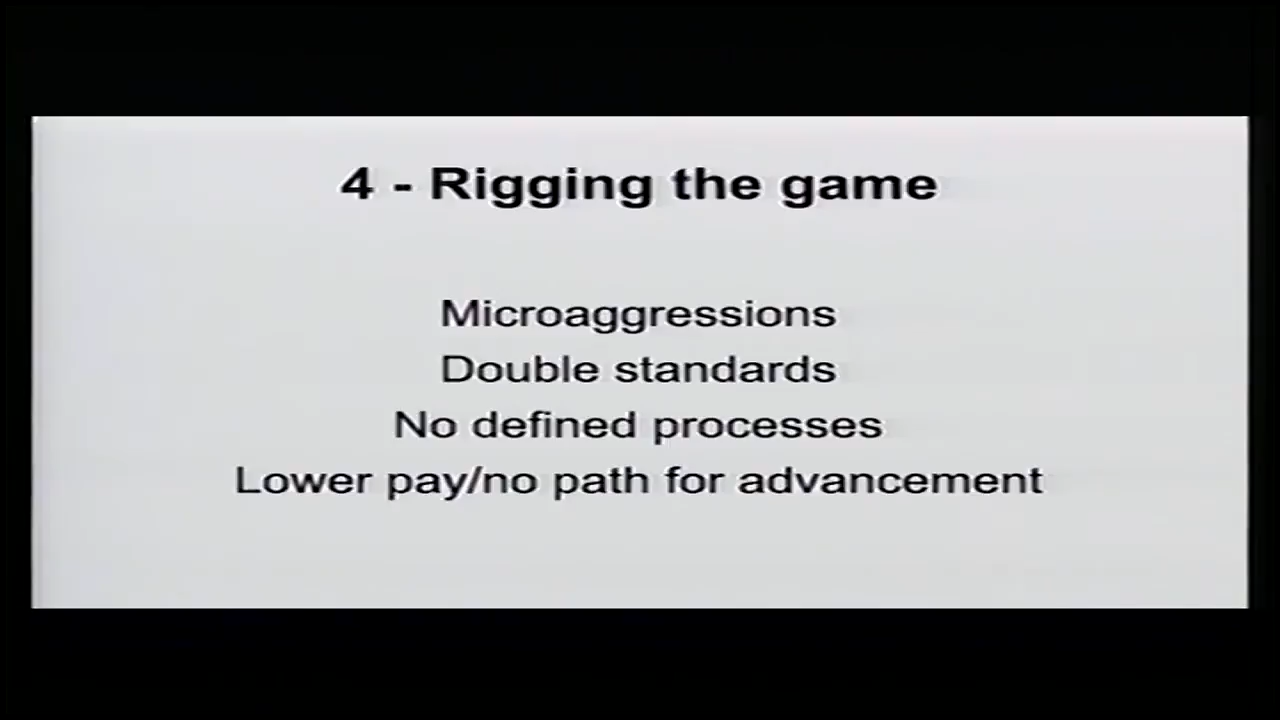 4 - Rigging the game
Microaggressions
Double standards
No defined processes
Lower pay/no path for advancement